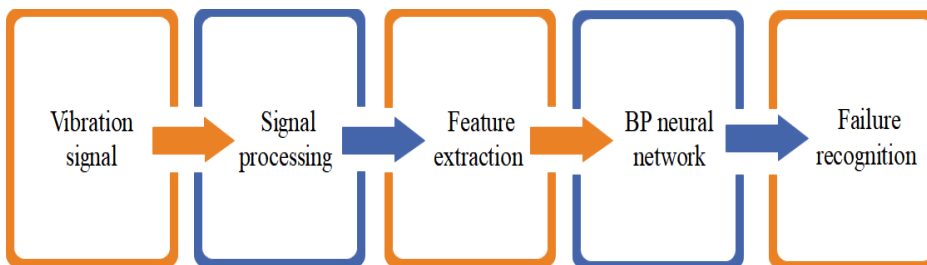 Vibration
signal
Signal
processing
Feature
extraction
BP neural
network
Failure
recognition